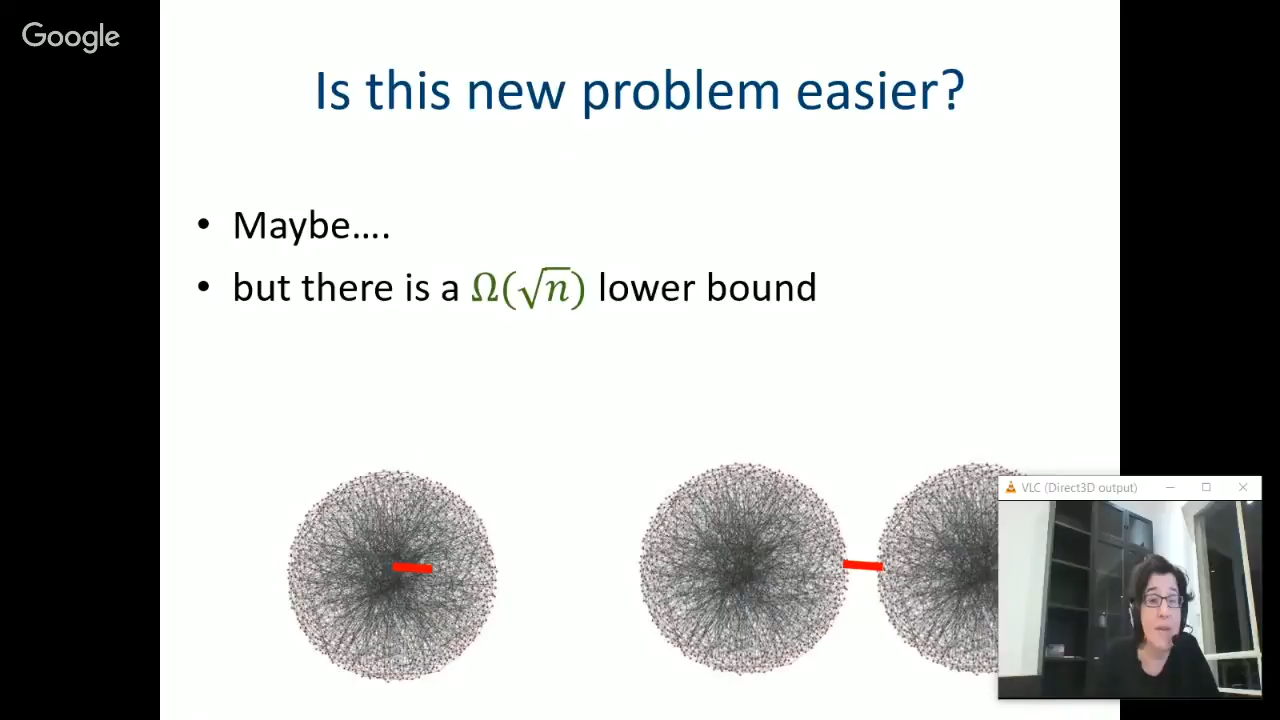 Google
Is this new problem easier?
• Maybe....
• but there is a Ω(√n) lower bound
VLC (Direct3D output)